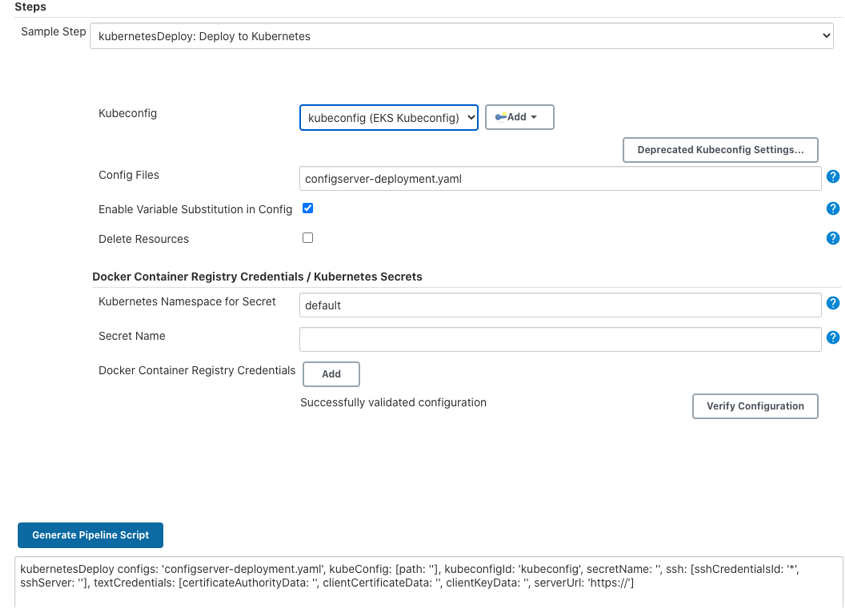 Steps
Sample Step
kubernetesDeploy: Deploy to Kubernetes
Kubeconfig
kubeconfig (EKS Kubeconfig)
Add
Deprecated Kubeconfig Settings...
Config Files
configserver-deployment.yaml
?
Enable Variable Substitution in Config
?
Delete Resources
?
Docker Container Registry Credentials / Kubernetes Secrets
Kubernetes Namespace for Secret
default
?
Secret Name
?
Docker Container Registry Credentials
Add
Successfully validated configuration
Verify Configuration
Generate Pipeline Script
kubernetesDeploy configs: 'configserver-deployment.yaml', kubeConfig: [path: ''], kubeconfigId: 'kubeconfig', secretName: '', ssh: [sshCredentialsId: '*',
sshServer: ''], textCredentials: [certificateAuthorityData: '', clientCertificateData: '', clientKeyData: '', serverUrl: 'https://']